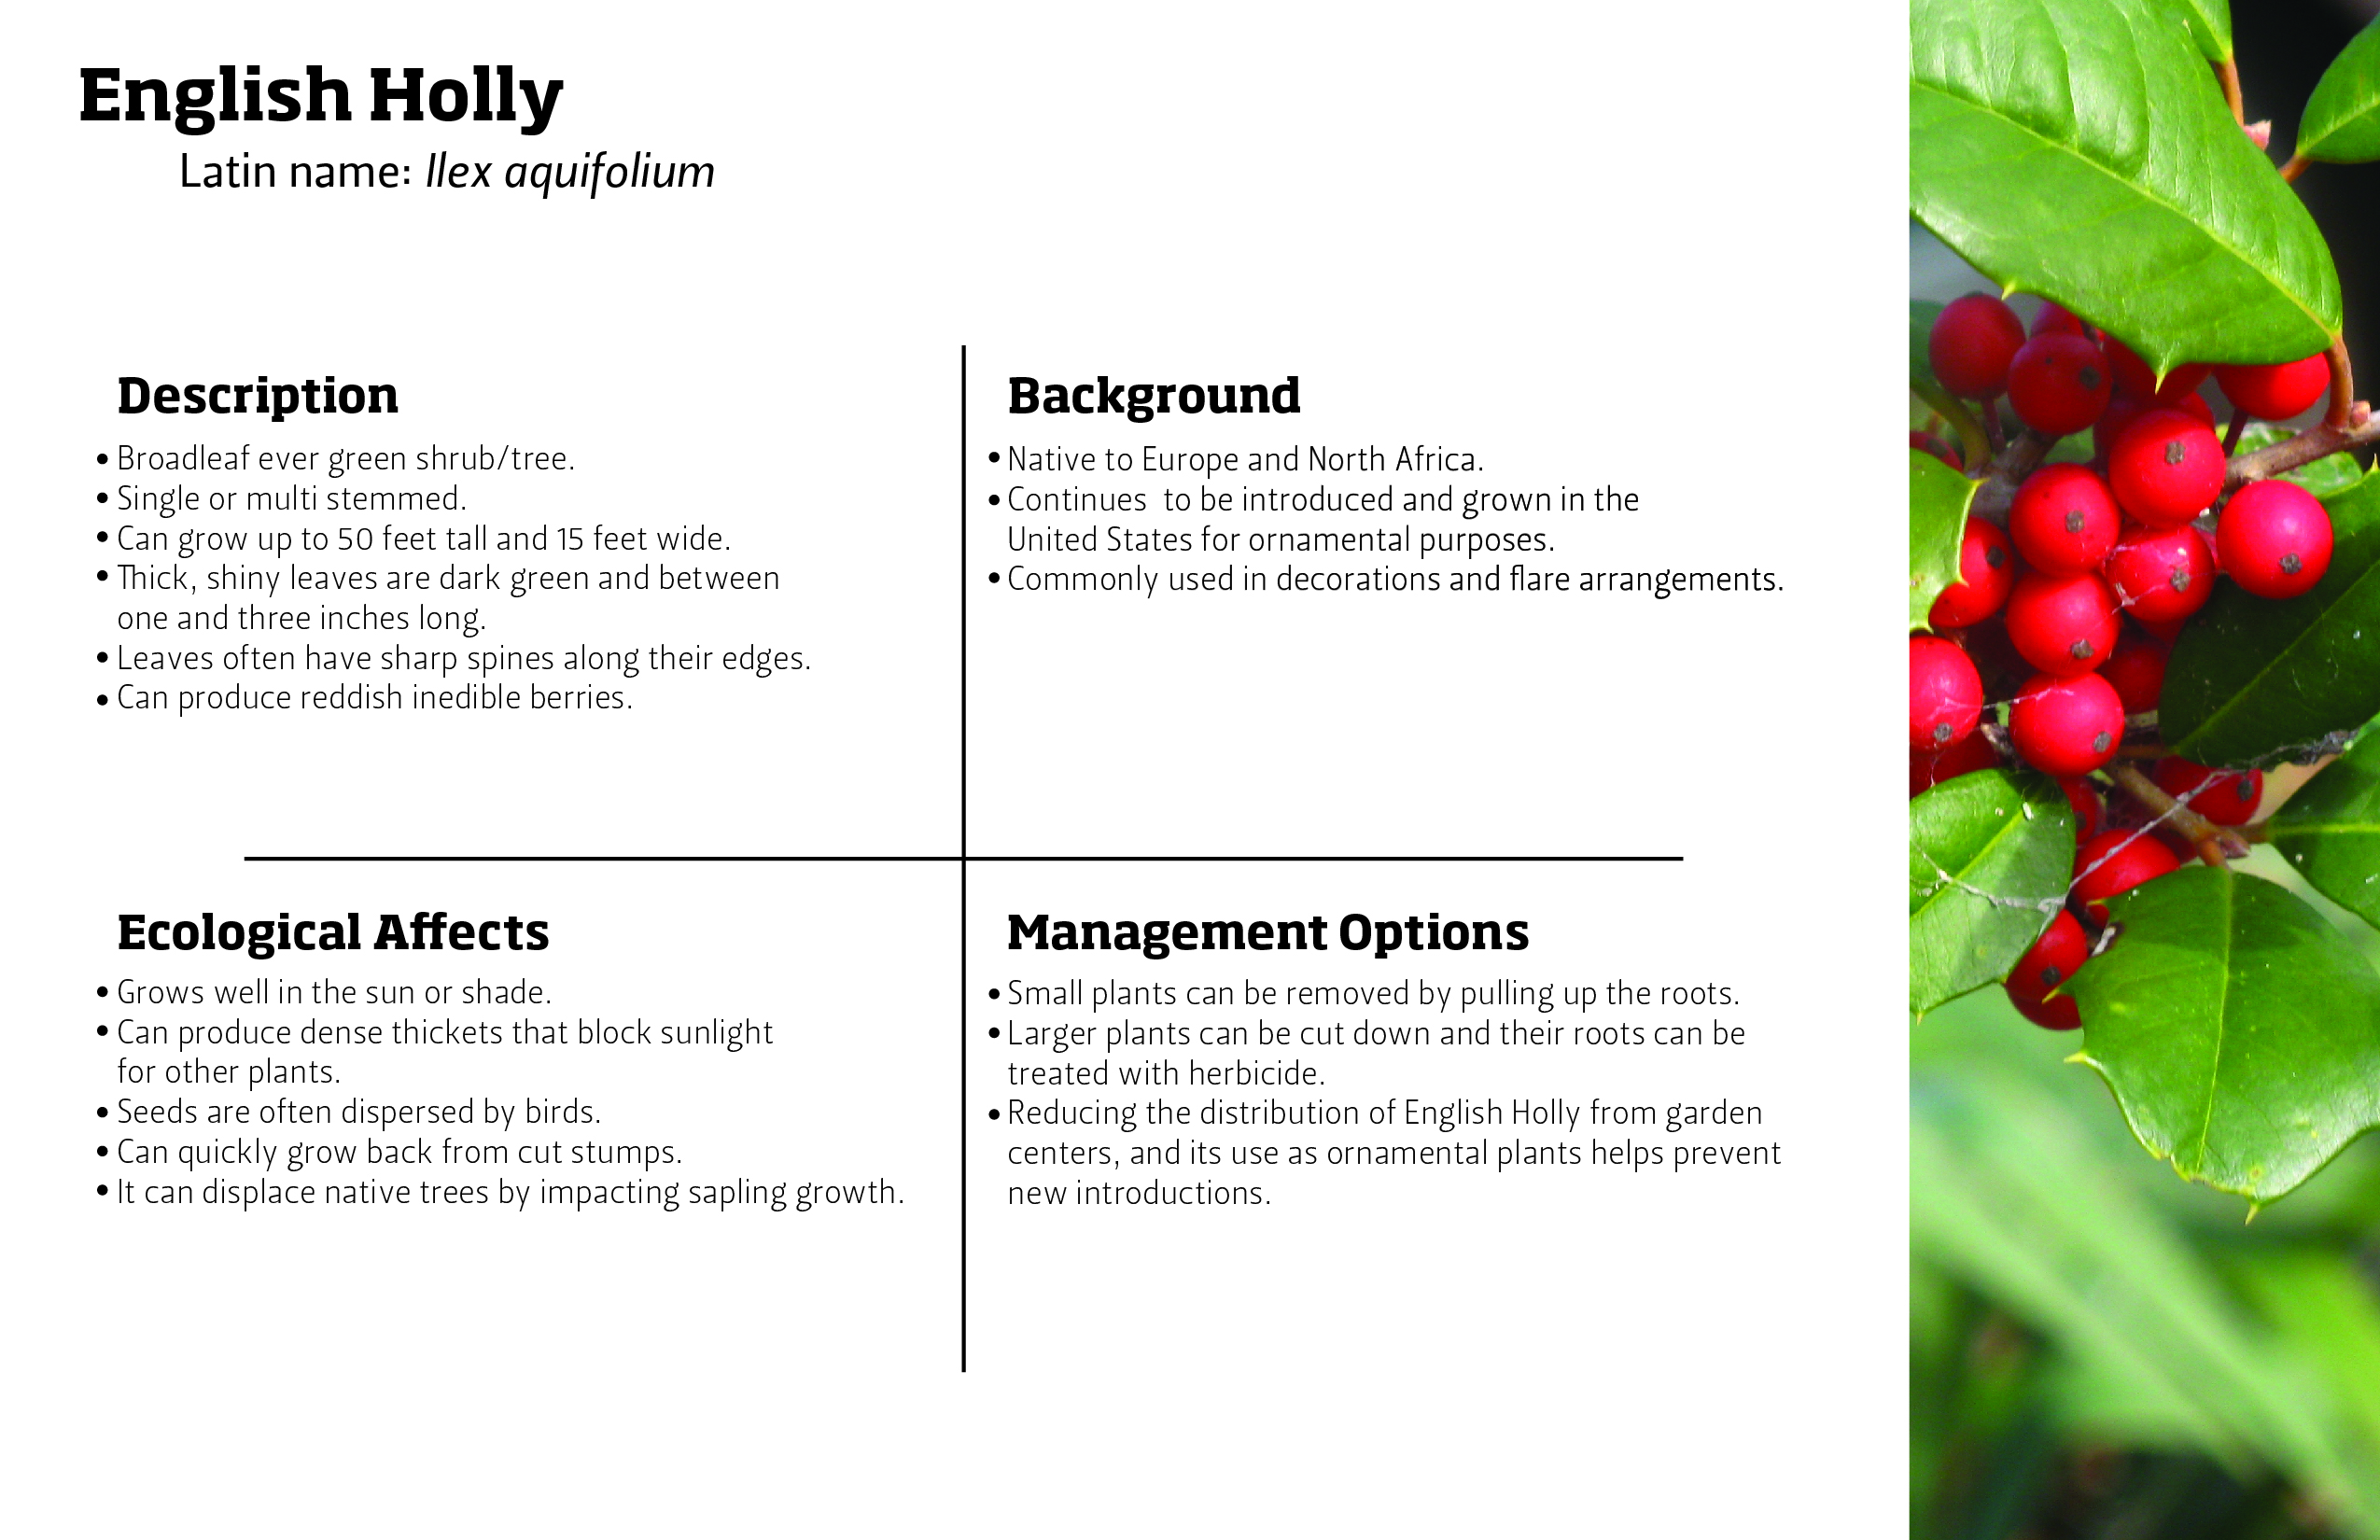 English Holly
Latin name: Ilex aquifolium
Description
• Broadleaf ever green shrub/tree.
• Single or multi stemmed.
• Can grow up to 50 feet tall and 15 feet wide.
• Thick, shiny leaves are dark green and between
one and three inches long.
• Leaves often have sharp spines along their edges.
• Can produce reddish inedible berries.
Background
• Native to Europe and North Africa.
• Continues  to be introduced and grown in the
United States for ornamental purposes.
• Commonly used in decorations and flare arrangements.
Ecological Affects
• Grows well in the sun or shade.
• Can produce dense thickets that block sunlight
for other plants.
• Seeds are often dispersed by birds.
• Can quickly grow back from cut stumps.
• It can displace native trees by impacting sapling growth.
Management Options
• Small plants can be removed by pulling up the roots.
• Larger plants can be cut down and their roots can be
treated with herbicide.
• Reducing the distribution of English Holly from garden
centers, and its use as ornamental plants helps prevent
new introductions.